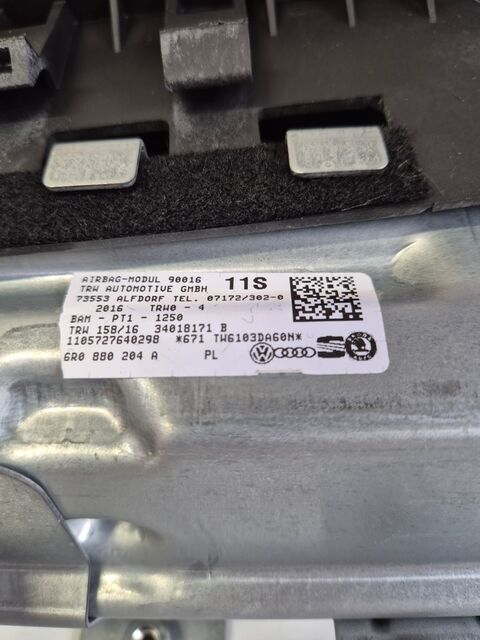 AIRBAG-MODUL 90016 11S
TRW AUTOMOTIVE GMBH
73553 ALFDORF TEL. 07172/302-0
2016 TRW0 - 4
BAM - PT1 - 1250
TRW 158/16 34018171 B
1105727640298 *671 TW6103DA60N*
6R0 880 204 A PL